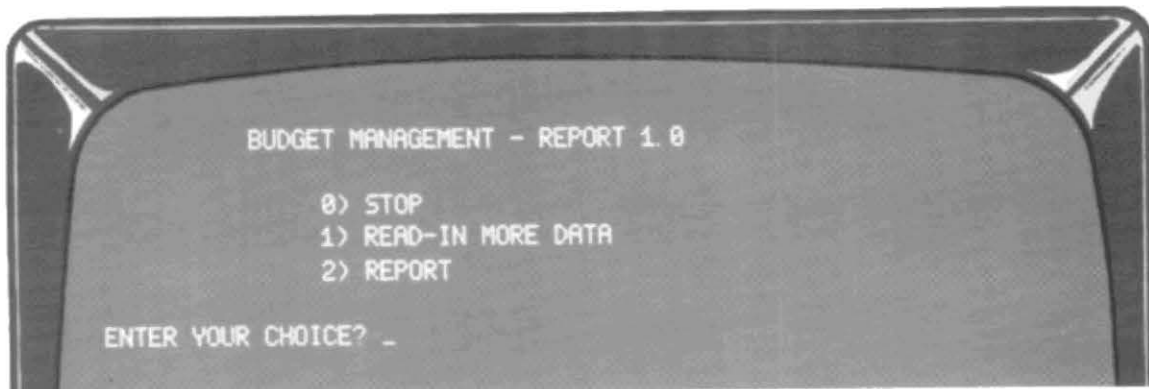 BUDGET MANAGEMENT - REPORT 1.0
0) STOP
1) READ-IN MORE DATA
2) REPORT
ENTER YOUR CHOICE? _